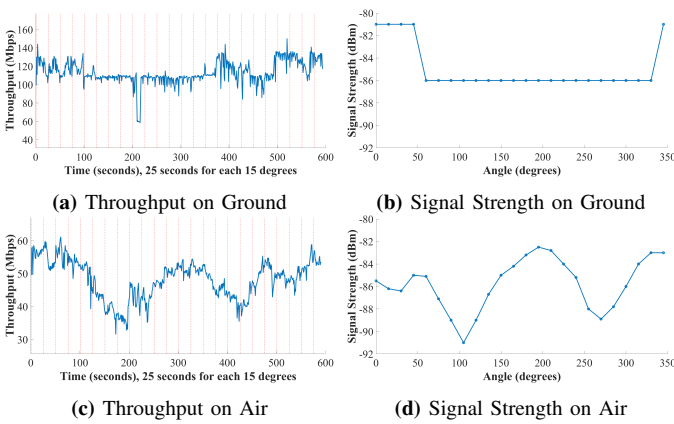 Throughput (Mbps)
160
140
120
100
80
60
40
0 100 200 300 400 500 600
Time (seconds), 25 seconds for each 15 degrees
(a) Throughput on Ground
Signal Strength (dBm)
-80
-82
-84
-86
-88
-90
-92
0 50 100 150 200 250 300 350
Angle (degrees)
(b) Signal Strength on Ground
Throughput (Mbps)
60
50
40
30
0 100 200 300 400 500 600
Time (seconds), 25 seconds for each 15 degrees
(c) Throughput on Air
Signal Strength (dBm)
-80
-82
-84
-86
-88
-90
-92
0 50 100 150 200 250 300 350
Angle (degrees)
(d) Signal Strength on Air